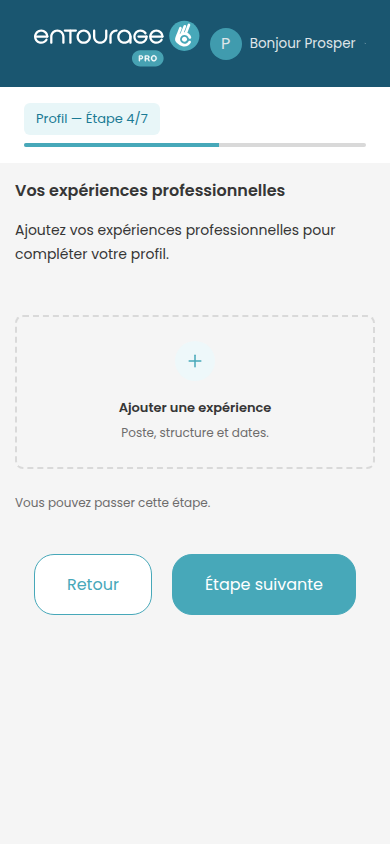 entourage
PRO
P
Bonjour Prosper
Profil — Étape 4/7
Vos expériences professionnelles
Ajoutez vos expériences professionnelles pour
compléter votre profil.
+
Ajouter une expérience
Poste, structure et dates.
Vous pouvez passer cette étape.
Retour
Étape suivante